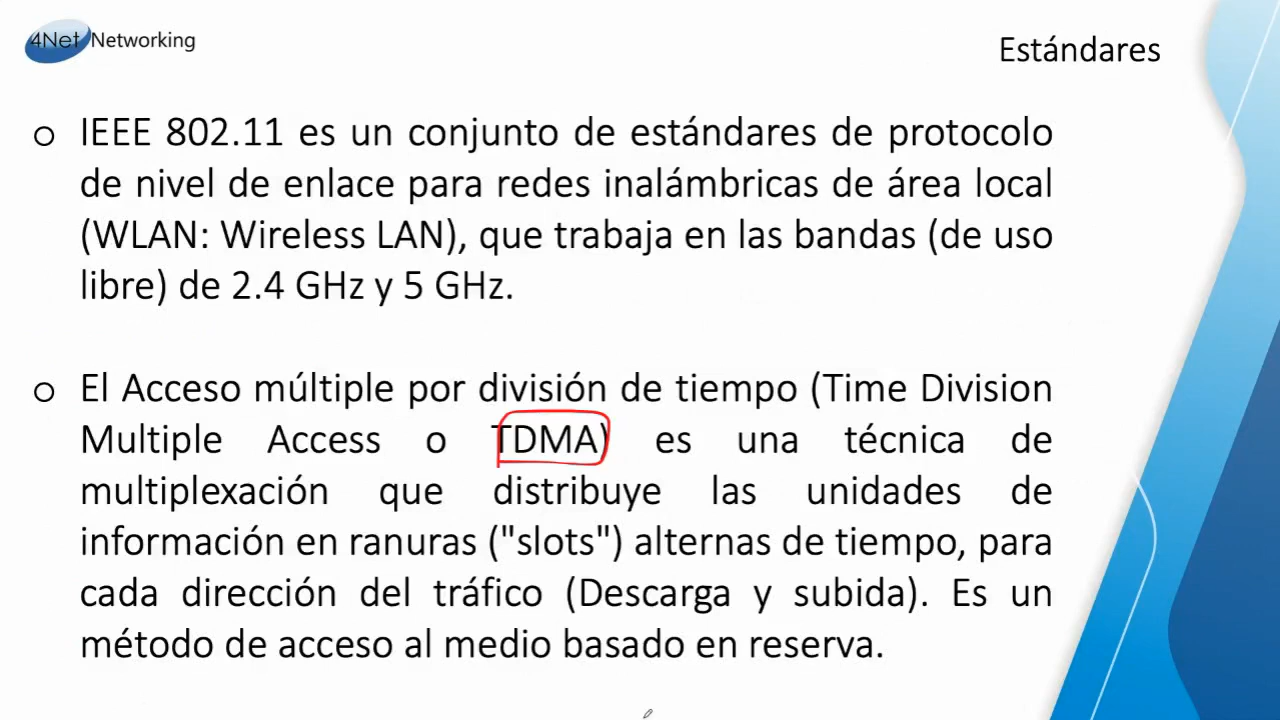 4Net Networking
Estándares
o IEEE 802.11 es un conjunto de estándares de protocolo
de nivel de enlace para redes inalámbricas de área local
(WLAN: Wireless LAN), que trabaja en las bandas (de uso
libre) de 2.4 GHz y 5 GHz.
o El Acceso múltiple por división de tiempo (Time Division
Multiple Access o TDMA) es una técnica de
multiplexación que distribuye las unidades de
información en ranuras ("slots") alternas de tiempo, para
cada dirección del tráfico (Descarga y subida). Es un
método de acceso al medio basado en reserva.